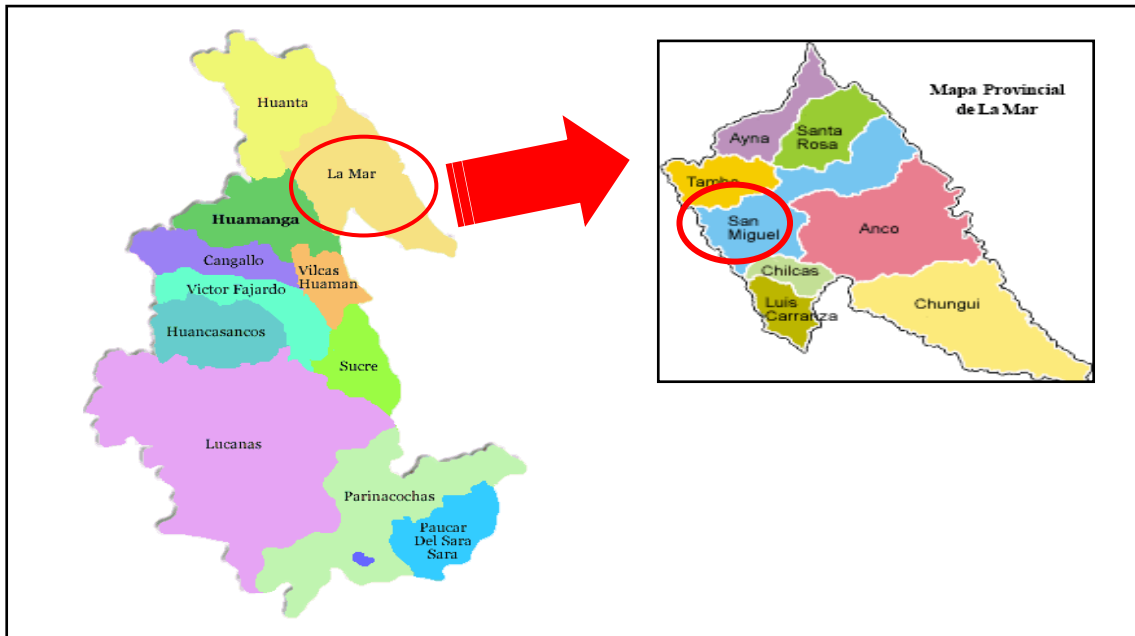 Huanta
La Mar
Huamanga
Cangallo
Vilcas
Huaman
Victor Fajardo
Huancasancos
Sucre
Lucanas
Parinacochas
Paucar
Del Sara
Sara
Mapa Provincial
de La Mar
Ayna
Santa
Rosa
Tambo
San
Miguel
Anco
Chilcas
Luis
Carranza
Chungui